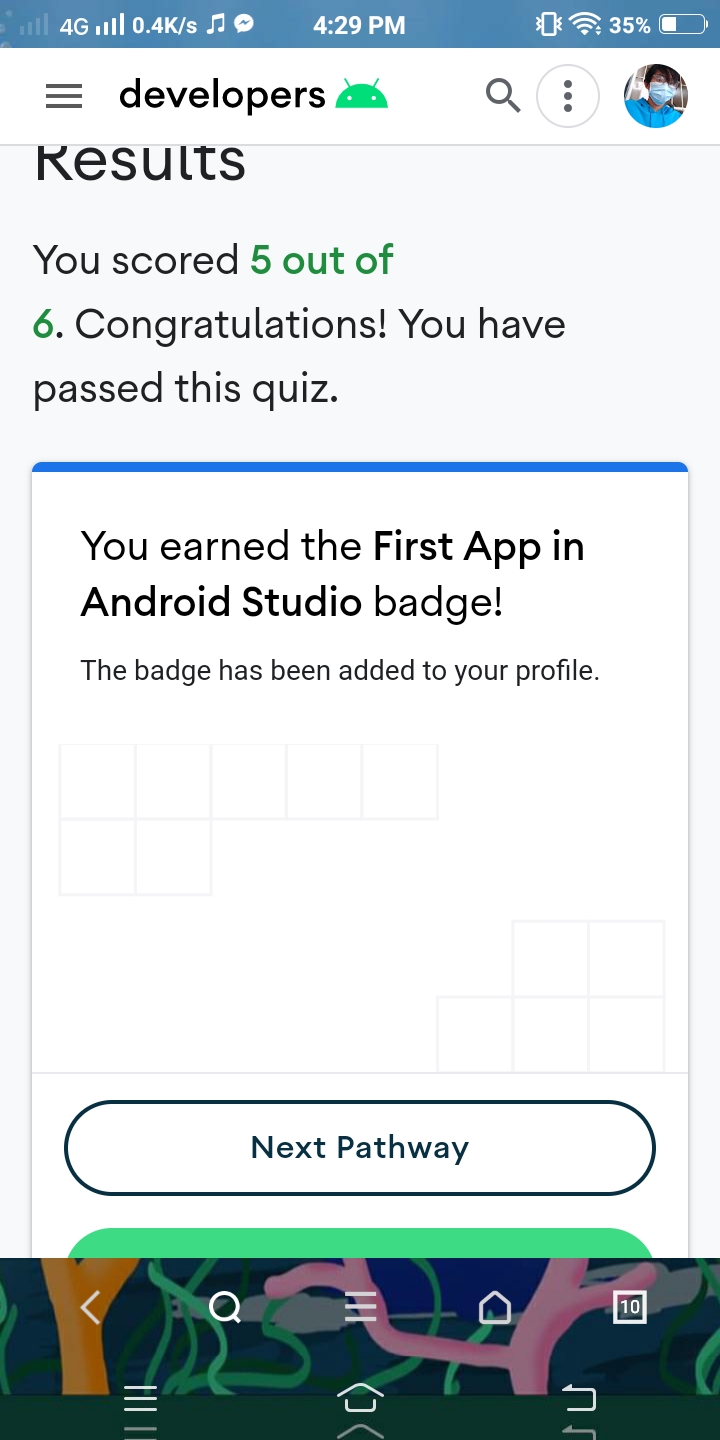 4G 0.4K/s 4:29 PM 35%
developers
Results
You scored 5 out of
6. Congratulations! You have
passed this quiz.
You earned the First App in
Android Studio badge!
The badge has been added to your profile.
Next Pathway
10